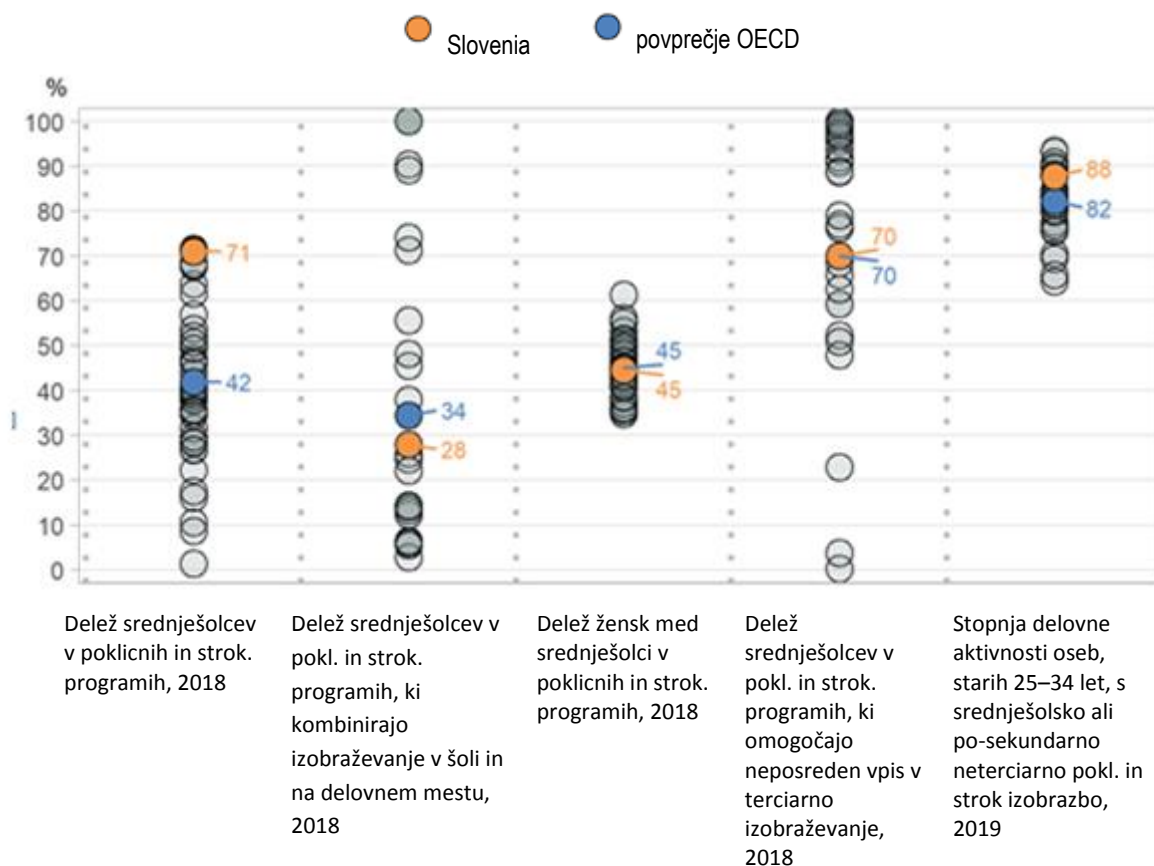 Slovenia
povprečje OECD
%
100
90
80
70
60
50
40
30
20
10
0
71
42
34
28
45
45
70
70
88
82
Delež srednješolcev
v poklicnih in strok.
programih, 2018
Delež srednješolcev v
pokl. in strok.
programih, ki
kombinirajo
izobraževanje v šoli in
na delovnem mestu,
2018
Delež žensk med
srednješolci v
poklicnih in strok.
programih, 2018
Delež
srednješolcev v
pokl. in strok.
programih, ki
omogočajo
neposreden vpis v
terciarno
izobraževanje,
2018
Stopnja delovne
aktivnosti oseb,
starih 25–34 let, s
srednješolsko ali
po-sekundarno
neterciarno pokl. in
strok izobrazbo,
2019